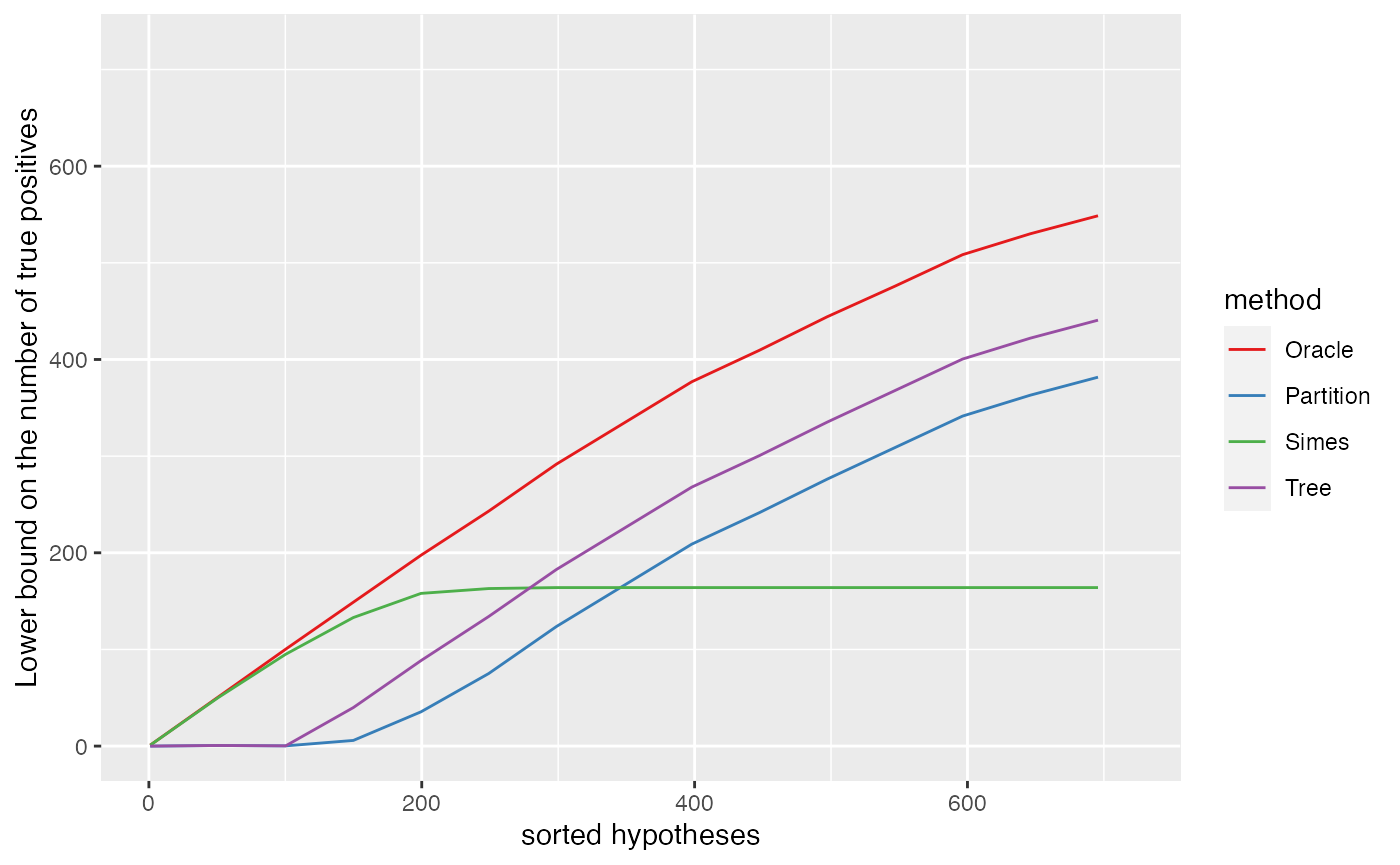 Lower bound on the number of true positives
600
400
200
0
0 200 400 600
sorted hypotheses
method
Oracle
Partition
Simes
Tree